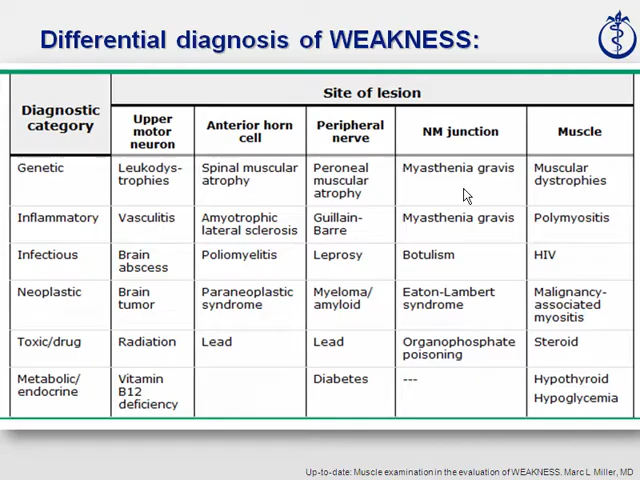 Differential diagnosis of WEAKNESS:
Diagnostic
category
Site of lesion
Upper
motor
neuron
Anterior horn
cell
Peripheral
nerve
NM junction
Muscle
Genetic
Leukodys-
trophies
Spinal muscular
atrophy
Peroneal
muscular
atrophy
Myasthenia gravis
Muscular
dystrophies
Inflammatory
Vasculitis
Amyotrophic
lateral sclerosis
Guillain-
Barre
Myasthenia gravis
Polymyositis
Infectious
Brain
abscess
Poliomyelitis
Leprosy
Botulism
HIV
Neoplastic
Brain
tumor
Paraneoplastic
syndrome
Myeloma/
amyloid
Eaton-Lambert
syndrome
Malignancy-
associated
myositis
Toxic/drug
Radiation
Lead
Lead
Organophosphate
poisoning
Steroid
Metabolic/
endocrine
Vitamin
B12
deficiency
Diabetes
---
Hypothyroid
Hypoglycemia
Up-to-date: Muscle examination in the evaluation of WEAKNESS. Marc L Miller, MD